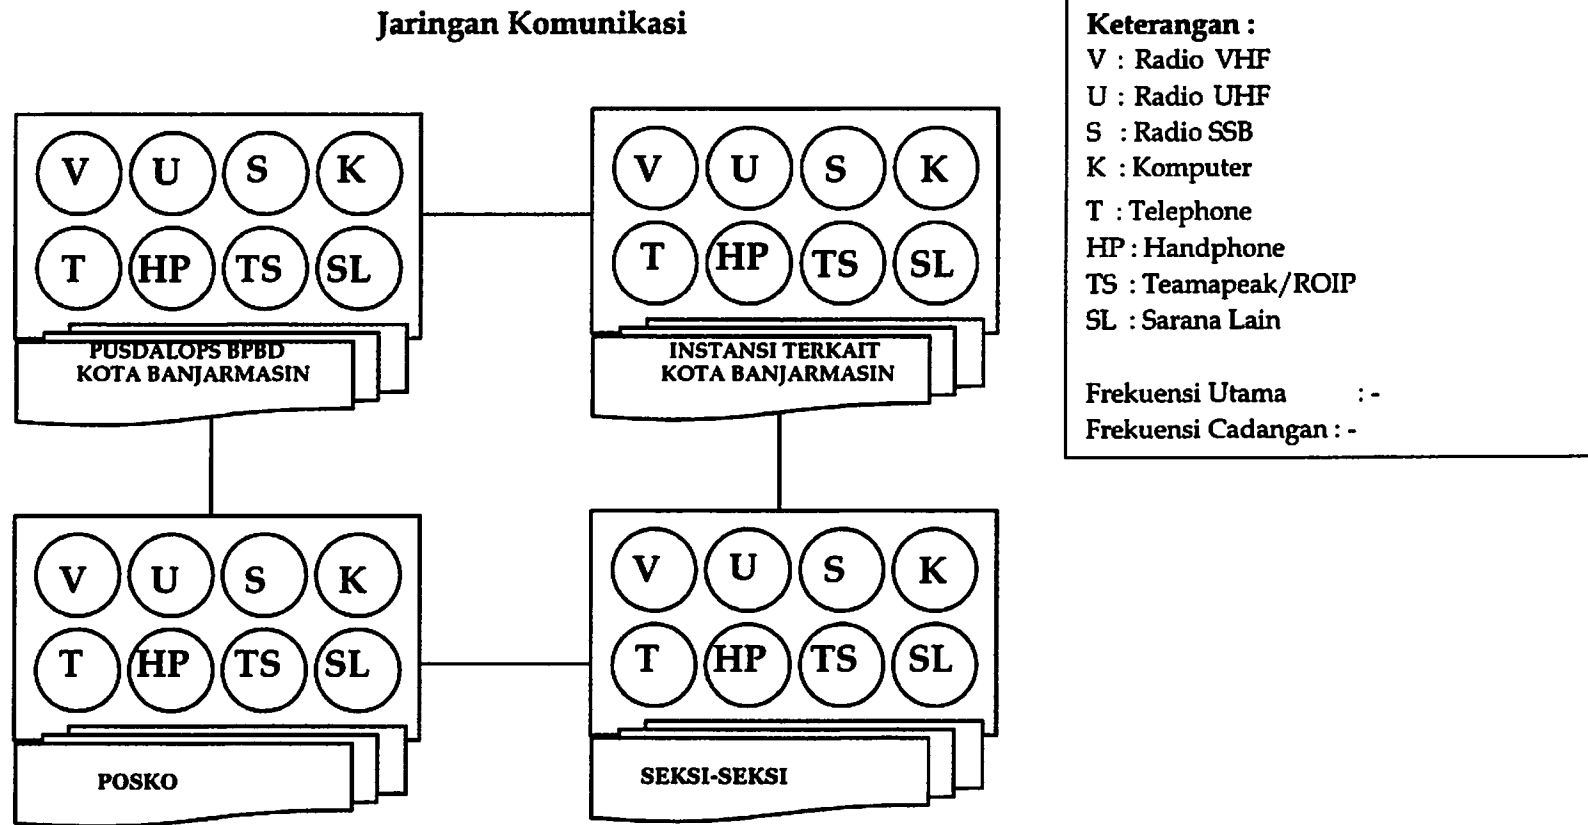 Jaringan Komunikasi
V U S K
T HP TS SL
PUSDALOPS BPBD
KOTA BANJARMASIN
V U S K
T HP TS SL
INSTANSI TERKAIT
KOTA BANJARMASIN
V U S K
T HP TS SL
POSKO
V U S K
T HP TS SL
SEKSI-SEKSI
Keterangan :
V : Radio VHF
U : Radio UHF
S : Radio SSB
K : Komputer
T : Telephone
HP : Handphone
TS : Teamapeak/ROIP
SL : Sarana Lain
Frekuensi Utama : -
Frekuensi Cadangan : -